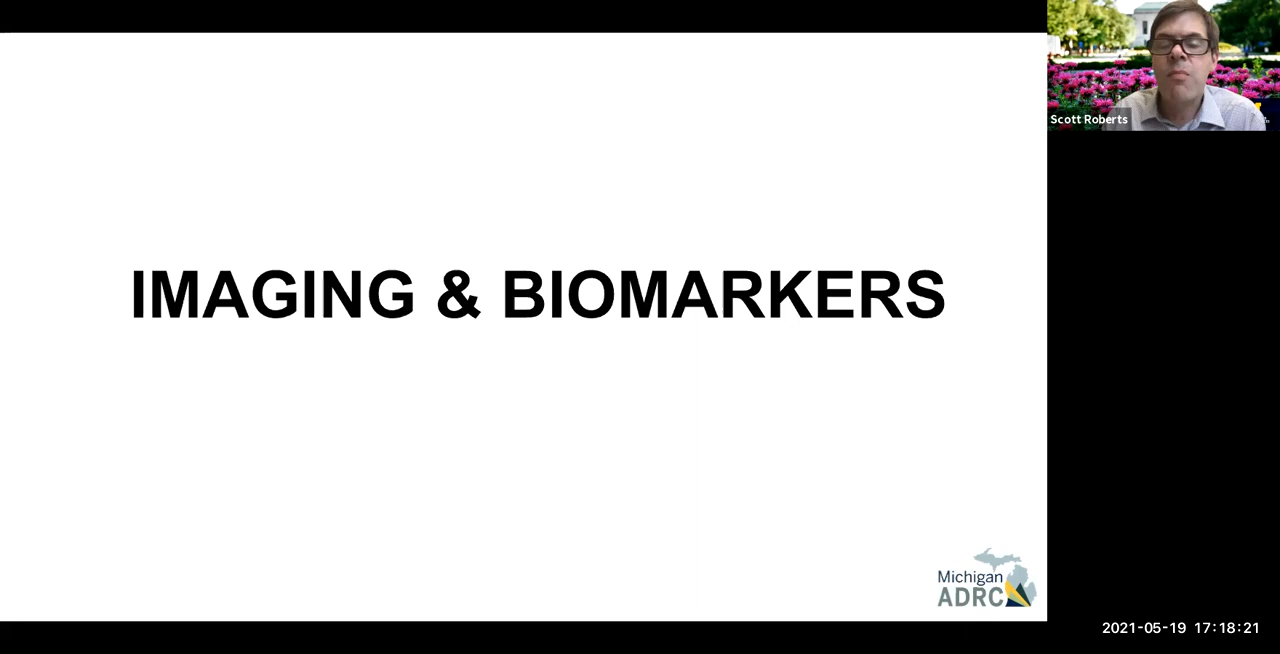 Scott Roberts
IMAGING & BIOMARKERS
Michigan
ADRC
2021-05-19 17:18:21